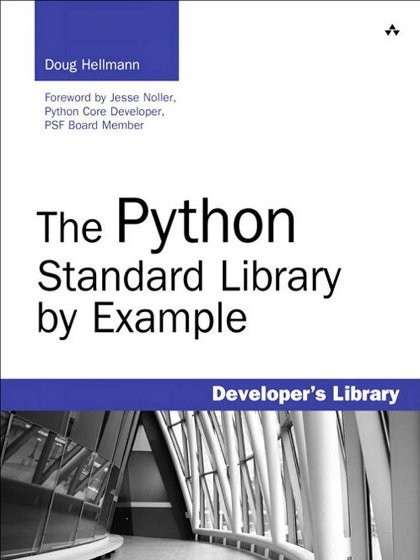 Doug Hellmann
Foreword by Jesse Noller,
Python Core Developer,
PSF Board Member
The Python
Standard Library
by Example
Developer's Library